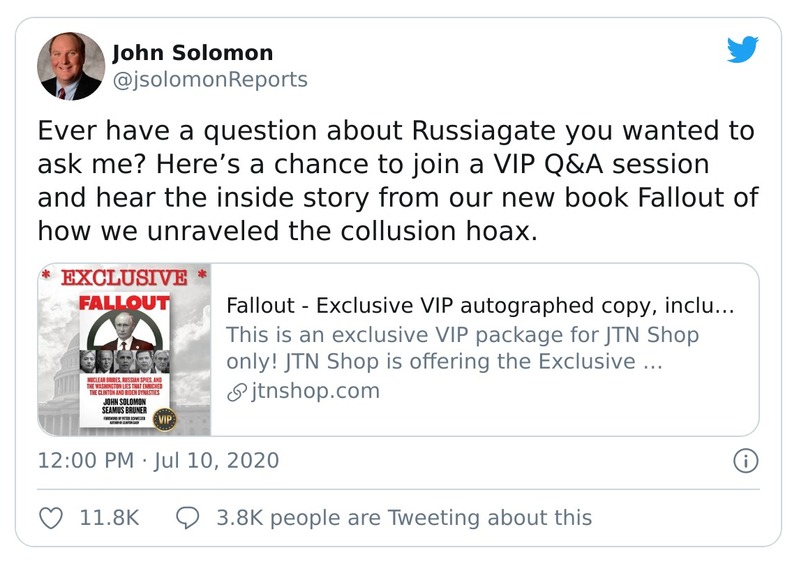 John Solomon
@jsolomonReports
Ever have a question about Russiagate you wanted to
ask me? Here’s a chance to join a VIP Q&A session
and hear the inside story from our new book Fallout of
how we unraveled the collusion hoax.
* EXCLUSIVE *
FALLOUT
NUCLEAR BRIBES, RUSSIAN SPIES, AND
THE WASHINGTON LIES THAT ENRICHED
THE CLINTON AND BIDEN DYNASTIES
JOHN SOLOMON
SEAMUS BRUNER
FOREWORD BY PETER SCHWEIZER
AUTHOR OF CLINTON CASH
VIP
Fallout - Exclusive VIP autographed copy, inclu...
This is an exclusive VIP package for JTN Shop
only! JTN Shop is offering the Exclusive ...
jtnshop.com
12:00 PM · Jul 10, 2020
11.8K
3.8K people are Tweeting about this